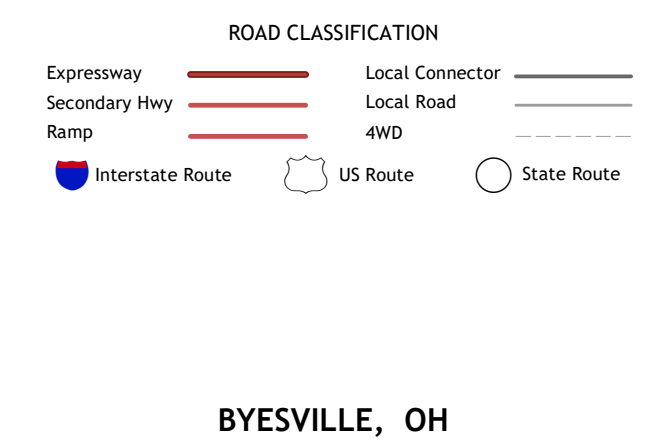 ROAD CLASSIFICATION
Expressway
Local Connector
Secondary Hwy
Local Road
Ramp
4WD
Interstate Route
US Route
State Route
BYESVILLE, OH